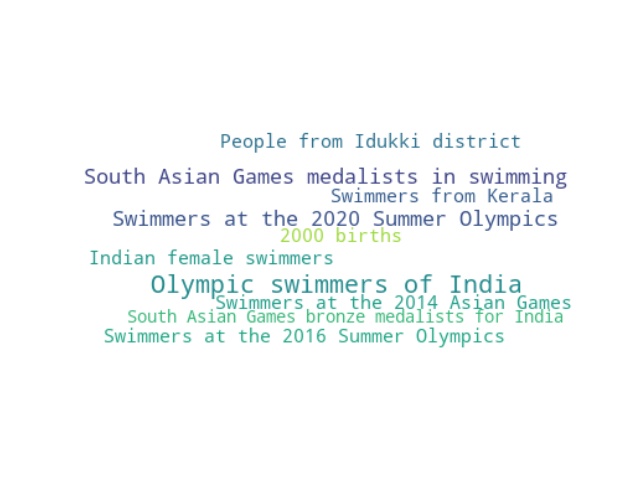 People from Idukki district
South Asian Games medalists in swimming
Swimmers from Kerala
Swimmers at the 2020 Summer Olympics
2000 births
Indian female swimmers
Olympic swimmers of India
Swimmers at the 2014 Asian Games
South Asian Games bronze medalists for India
Swimmers at the 2016 Summer Olympics